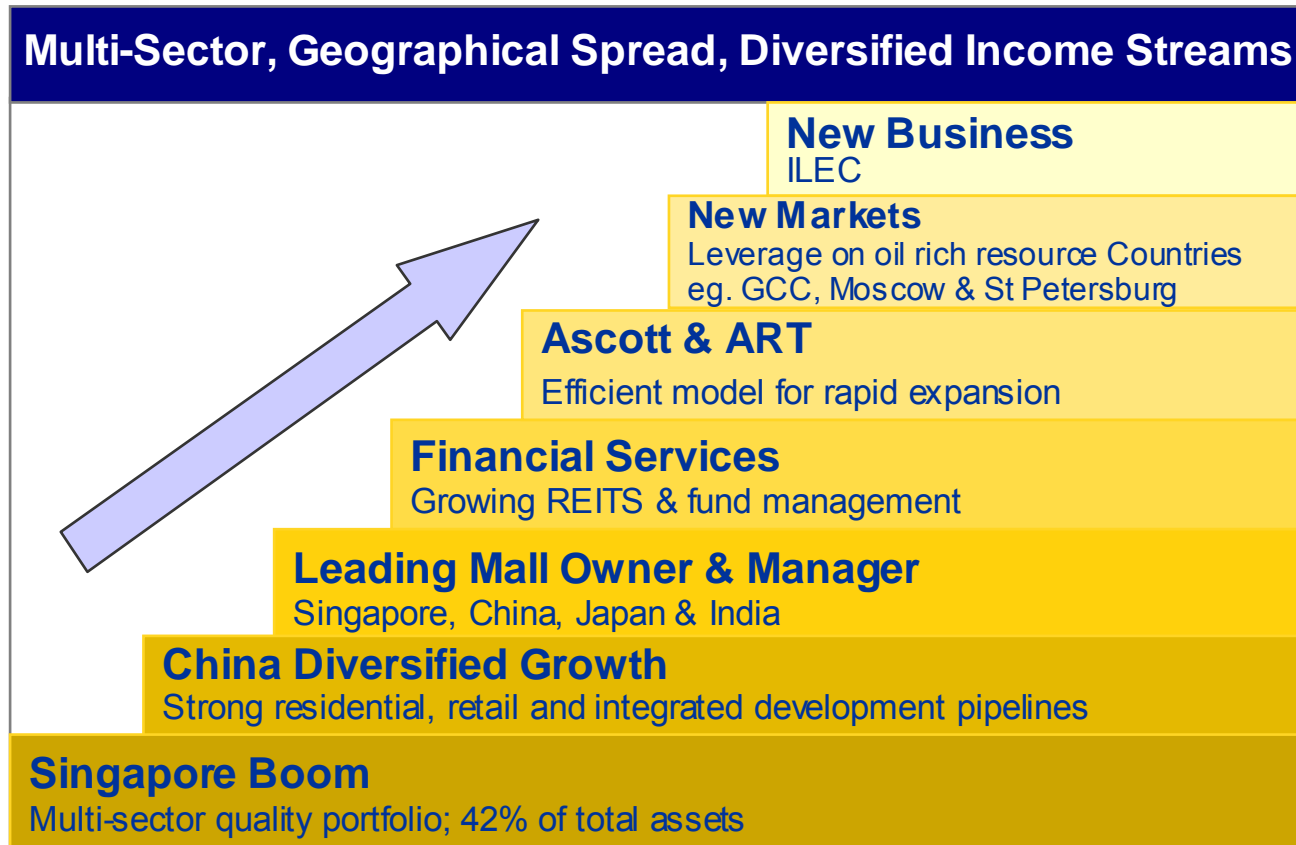 Multi-Sector, Geographical Spread, Diversified Income Streams
New Business
ILEC
New Markets
Leverage on oil rich resource Countries
eg. GCC, Moscow & St Petersburg
Ascott & ART
Efficient model for rapid expansion
Financial Services
Growing REITS & fund management
Leading Mall Owner & Manager
Singapore, China, Japan & India
China Diversified Growth
Strong residential, retail and integrated development pipelines
Singapore Boom
Multi-sector quality portfolio; 42% of total assets